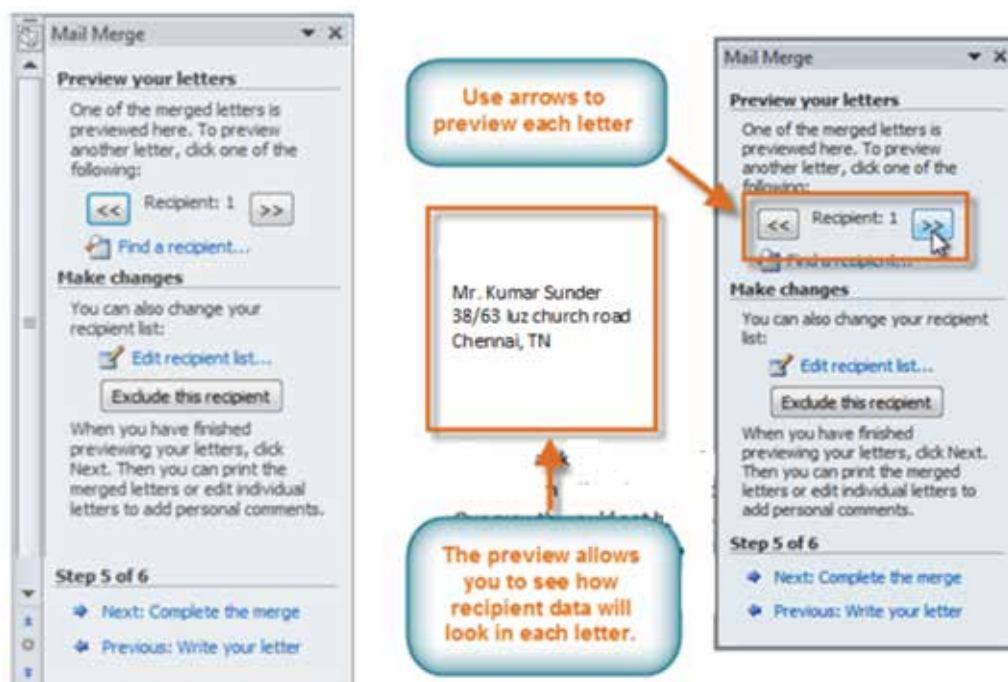 Mail Merge
Preview your letters
One of the merged letters is
previewed here. To preview
another letter, click one of the
following:
<< Recipient: 1 >>
Find a recipient...
Make changes
You can also change your
recipient list:
Edit recipient list...
Exclude this recipient
When you have finished
previewing your letters, click
Next. Then you can print the
merged letters or edit individual
letters to add personal comments.
Step 5 of 6
Next: Complete the merge
Previous: Write your letter
Use arrows to
preview each letter
Mr. Kumar Sunder
38/63 luz church road
Chennai, TN
The preview allows
you to see how
recipient data will
look in each letter.
Mail Merge
Preview your letters
One of the merged letters is
previewed here. To preview
another letter, click one of the
following:
<< Recipient: 1 >>
Find a recipient...
Make changes
You can also change your recipient
list:
Edit recipient list...
Exclude this recipient
When you have finished
previewing your letters, click Next.
Then you can print the merged
letters or edit individual letters to
add personal comments.
Step 5 of 6
Next: Complete the merge
Previous: Write your letter